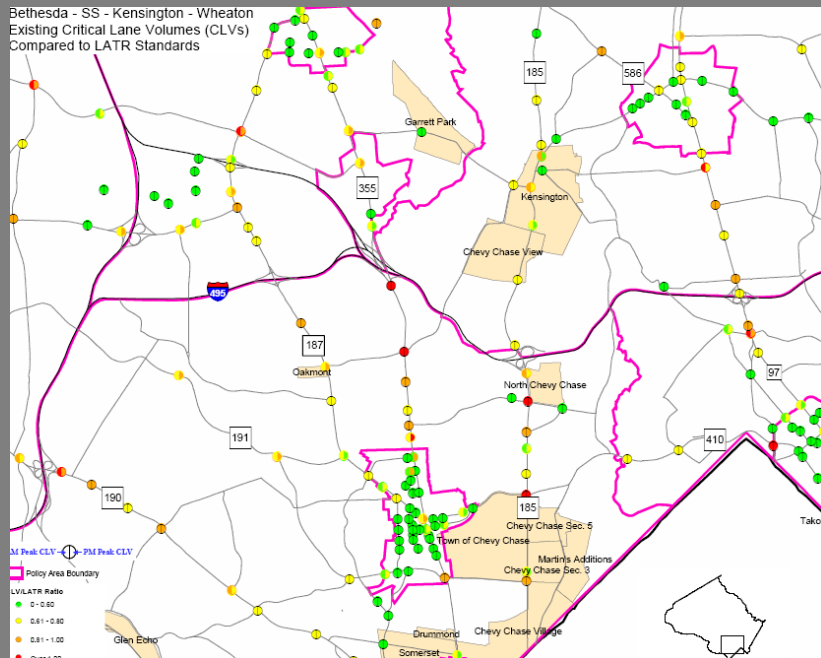 Bethesda - SS - Kensington - Wheaton
Existing Critical Lane Volumes (CLVs)
Compared to LATR Standards
185
586
Garrett Park
355
Kensington
Chevy Chase View
495
187
Oakmont
North Chevy Chase
97
191
410
190
185
Chevy Chase Sec. 5
Town of Chevy Chase
Martin's Additions
Chevy Chase Sec. 3
Tako
M Peak CLV
PM Peak CLV
Policy Area Boundary
LV/LATR Ratio
0 - 0.60
0.61 - 0.80
0.81 - 1.00
Glen Echo
Drummond
Chevy Chase Village
Somerset